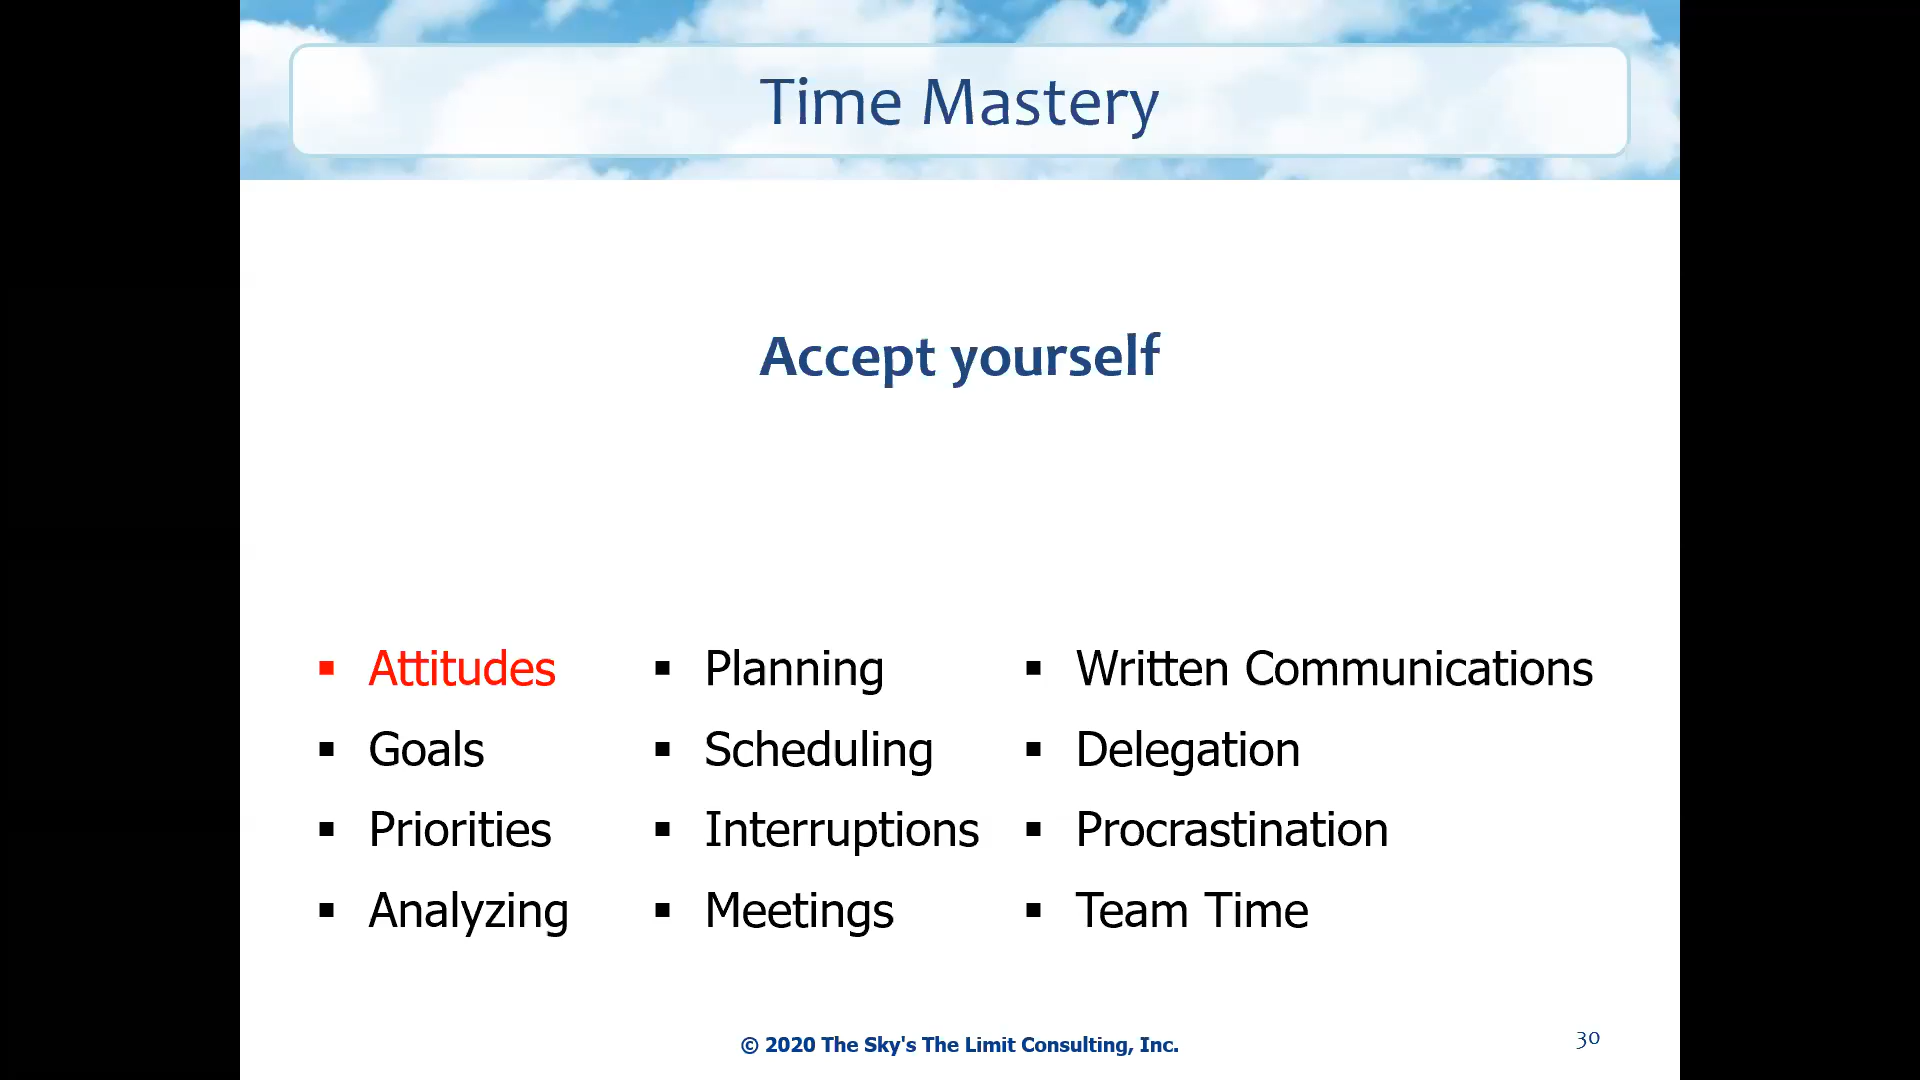 Time Mastery
Accept yourself
▪ Attitudes
▪ Goals
▪ Priorities
▪ Analyzing
▪ Planning
▪ Scheduling
▪ Interruptions
▪ Meetings
▪ Written Communications
▪ Delegation
▪ Procrastination
▪ Team Time
© 2020 The Sky's The Limit Consulting, Inc.
30